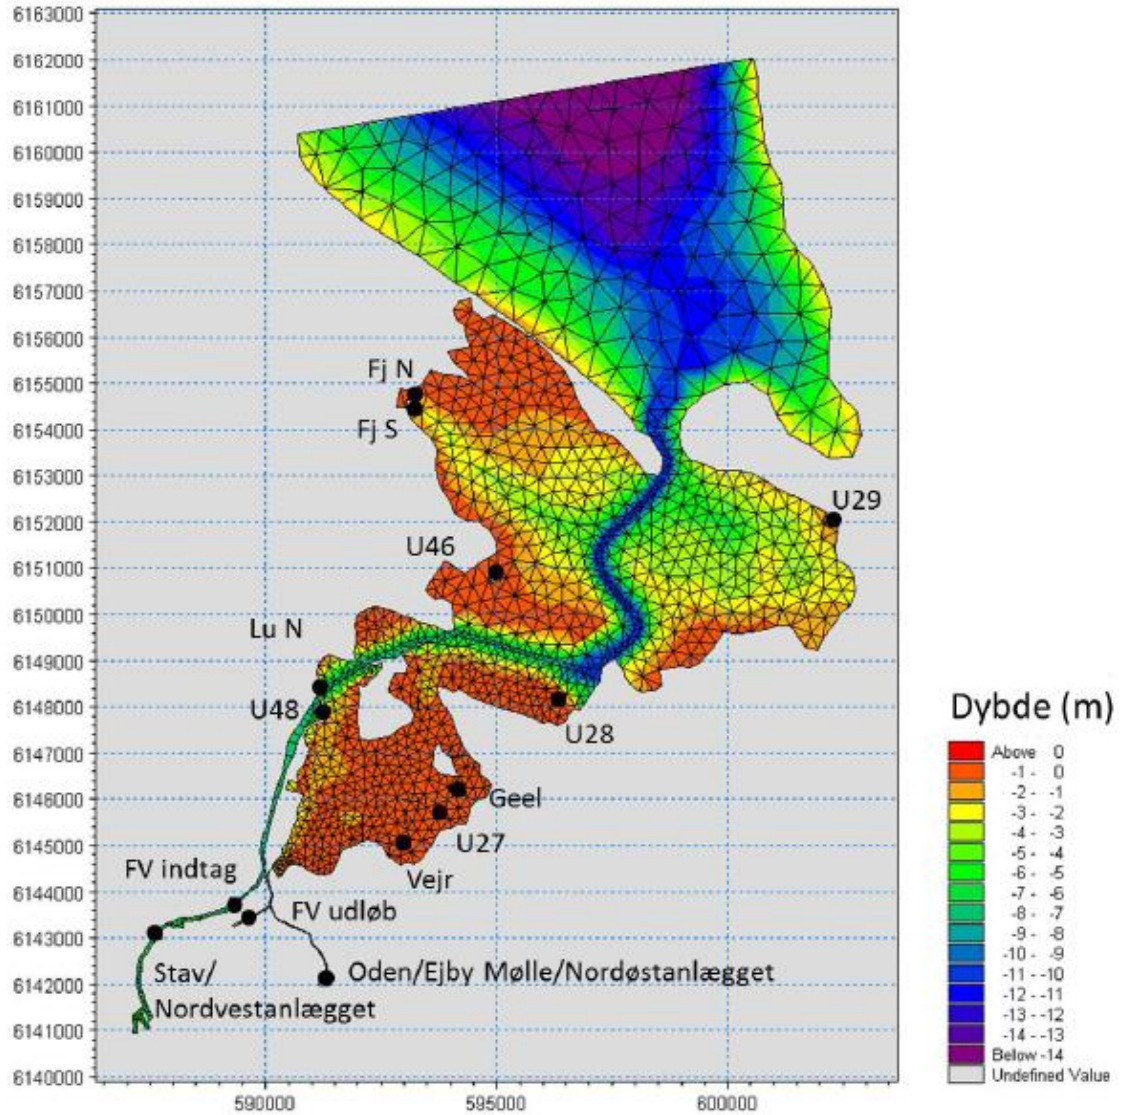 6163000
6162000
6161000
6160000
6159000
6158000
6157000
6156000
6155000
6154000
6153000
6152000
6151000
6150000
6149000
6148000
6147000
6146000
6145000
6144000
6143000
6142000
6141000
6140000
590000
595000
600000
Fj N
Fj S
U29
U46
Lu N
U48
U28
Geel
U27
Vejr
FV indtag
FV udløb
Stav/
Nordvestanlægget
Oden/Ejby Mølle/Nordøstanlægget
Dybde (m)
Above 0
-1 - 0
-2 - -1
-3 - -2
-4 - -3
-5 - -4
-6 - -5
-7 - -6
-8 - -7
-9 - -8
-10 - -9
-11 - -10
-12 - -11
-13 - -12
-14 - -13
Below -14
Undefined Value